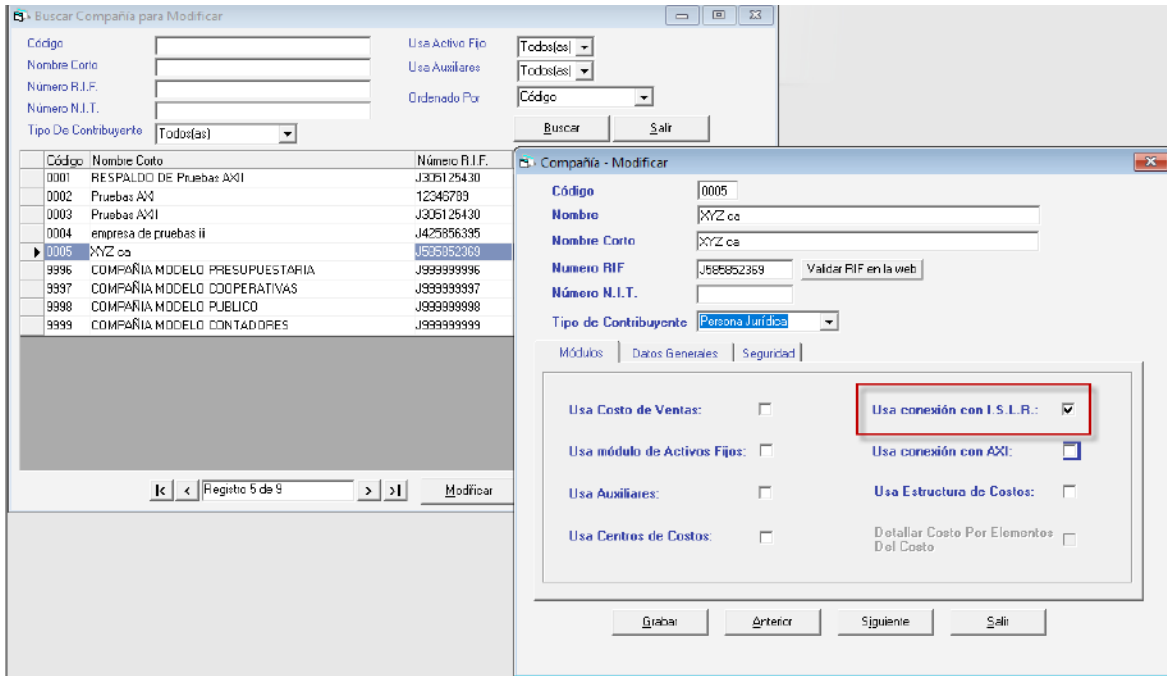 Buscar Compañía para Modificar
Código
Usa Activo Fijo Todos(as)
Nombre Corto
Usa Auxiliares Todos(as)
Número R.I.F.
Ordenado Por Código
Número N.I.T.
Tipo De Contribuyente Todos(as)
Buscar Salir
Código Nombre Corto Número R.I.F.
0001 RESPALDO DE Pruebas AXII J305125430
0002 Pruebas AXI 12346789
0003 Pruebas AXII J305125430
0004 empresa de pruebas ii J425856395
0005 XYZ ca J585852369
9996 COMPAÑIA MODELO PRESUPUESTARIA J999999996
9997 COMPAÑIA MODELO COOPERATIVAS J999999997
9998 COMPAÑIA MODELO PUBLICO J999999998
9999 COMPAÑIA MODELO CONTADORES J999999999
Registro 5 de 9
Modificar
Compañía - Modificar
Código 0005
Nombre XYZ ca
Nombre Corto XYZ ca
Numero RIF J585852369 Validar RIF en la web
Número N.I.T.
Tipo de Contribuyente Persona Jurídica
Módulos Datos Generales Seguridad
Usa Costo de Ventas: Usa conexión con I.S.L.R.:
Usa módulo de Activos Fijos: Usa conexión con AXI:
Usa Auxiliares: Usa Estructura de Costos:
Usa Centros de Costos: Detallar Costo Por Elementos
Del Costo
Grabar Anterior Siguiente Salir